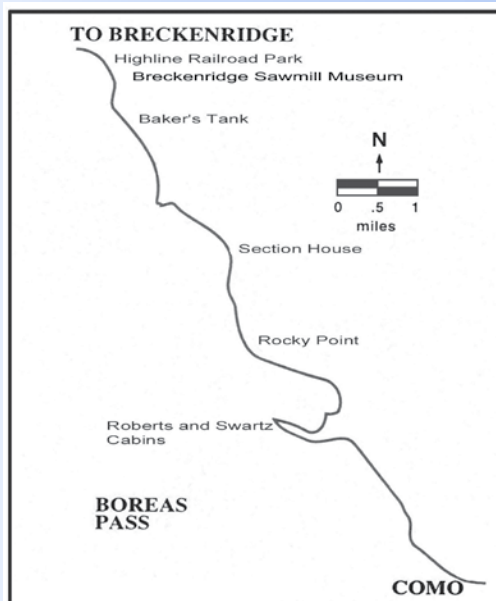 TO BRECKENRIDGE
Highline Railroad Park
Breckenridge Sawmill Museum
Baker's Tank
N
0 .5 1
miles
Section House
Rocky Point
Roberts and Swartz
Cabins
BOREAS
PASS
COMO